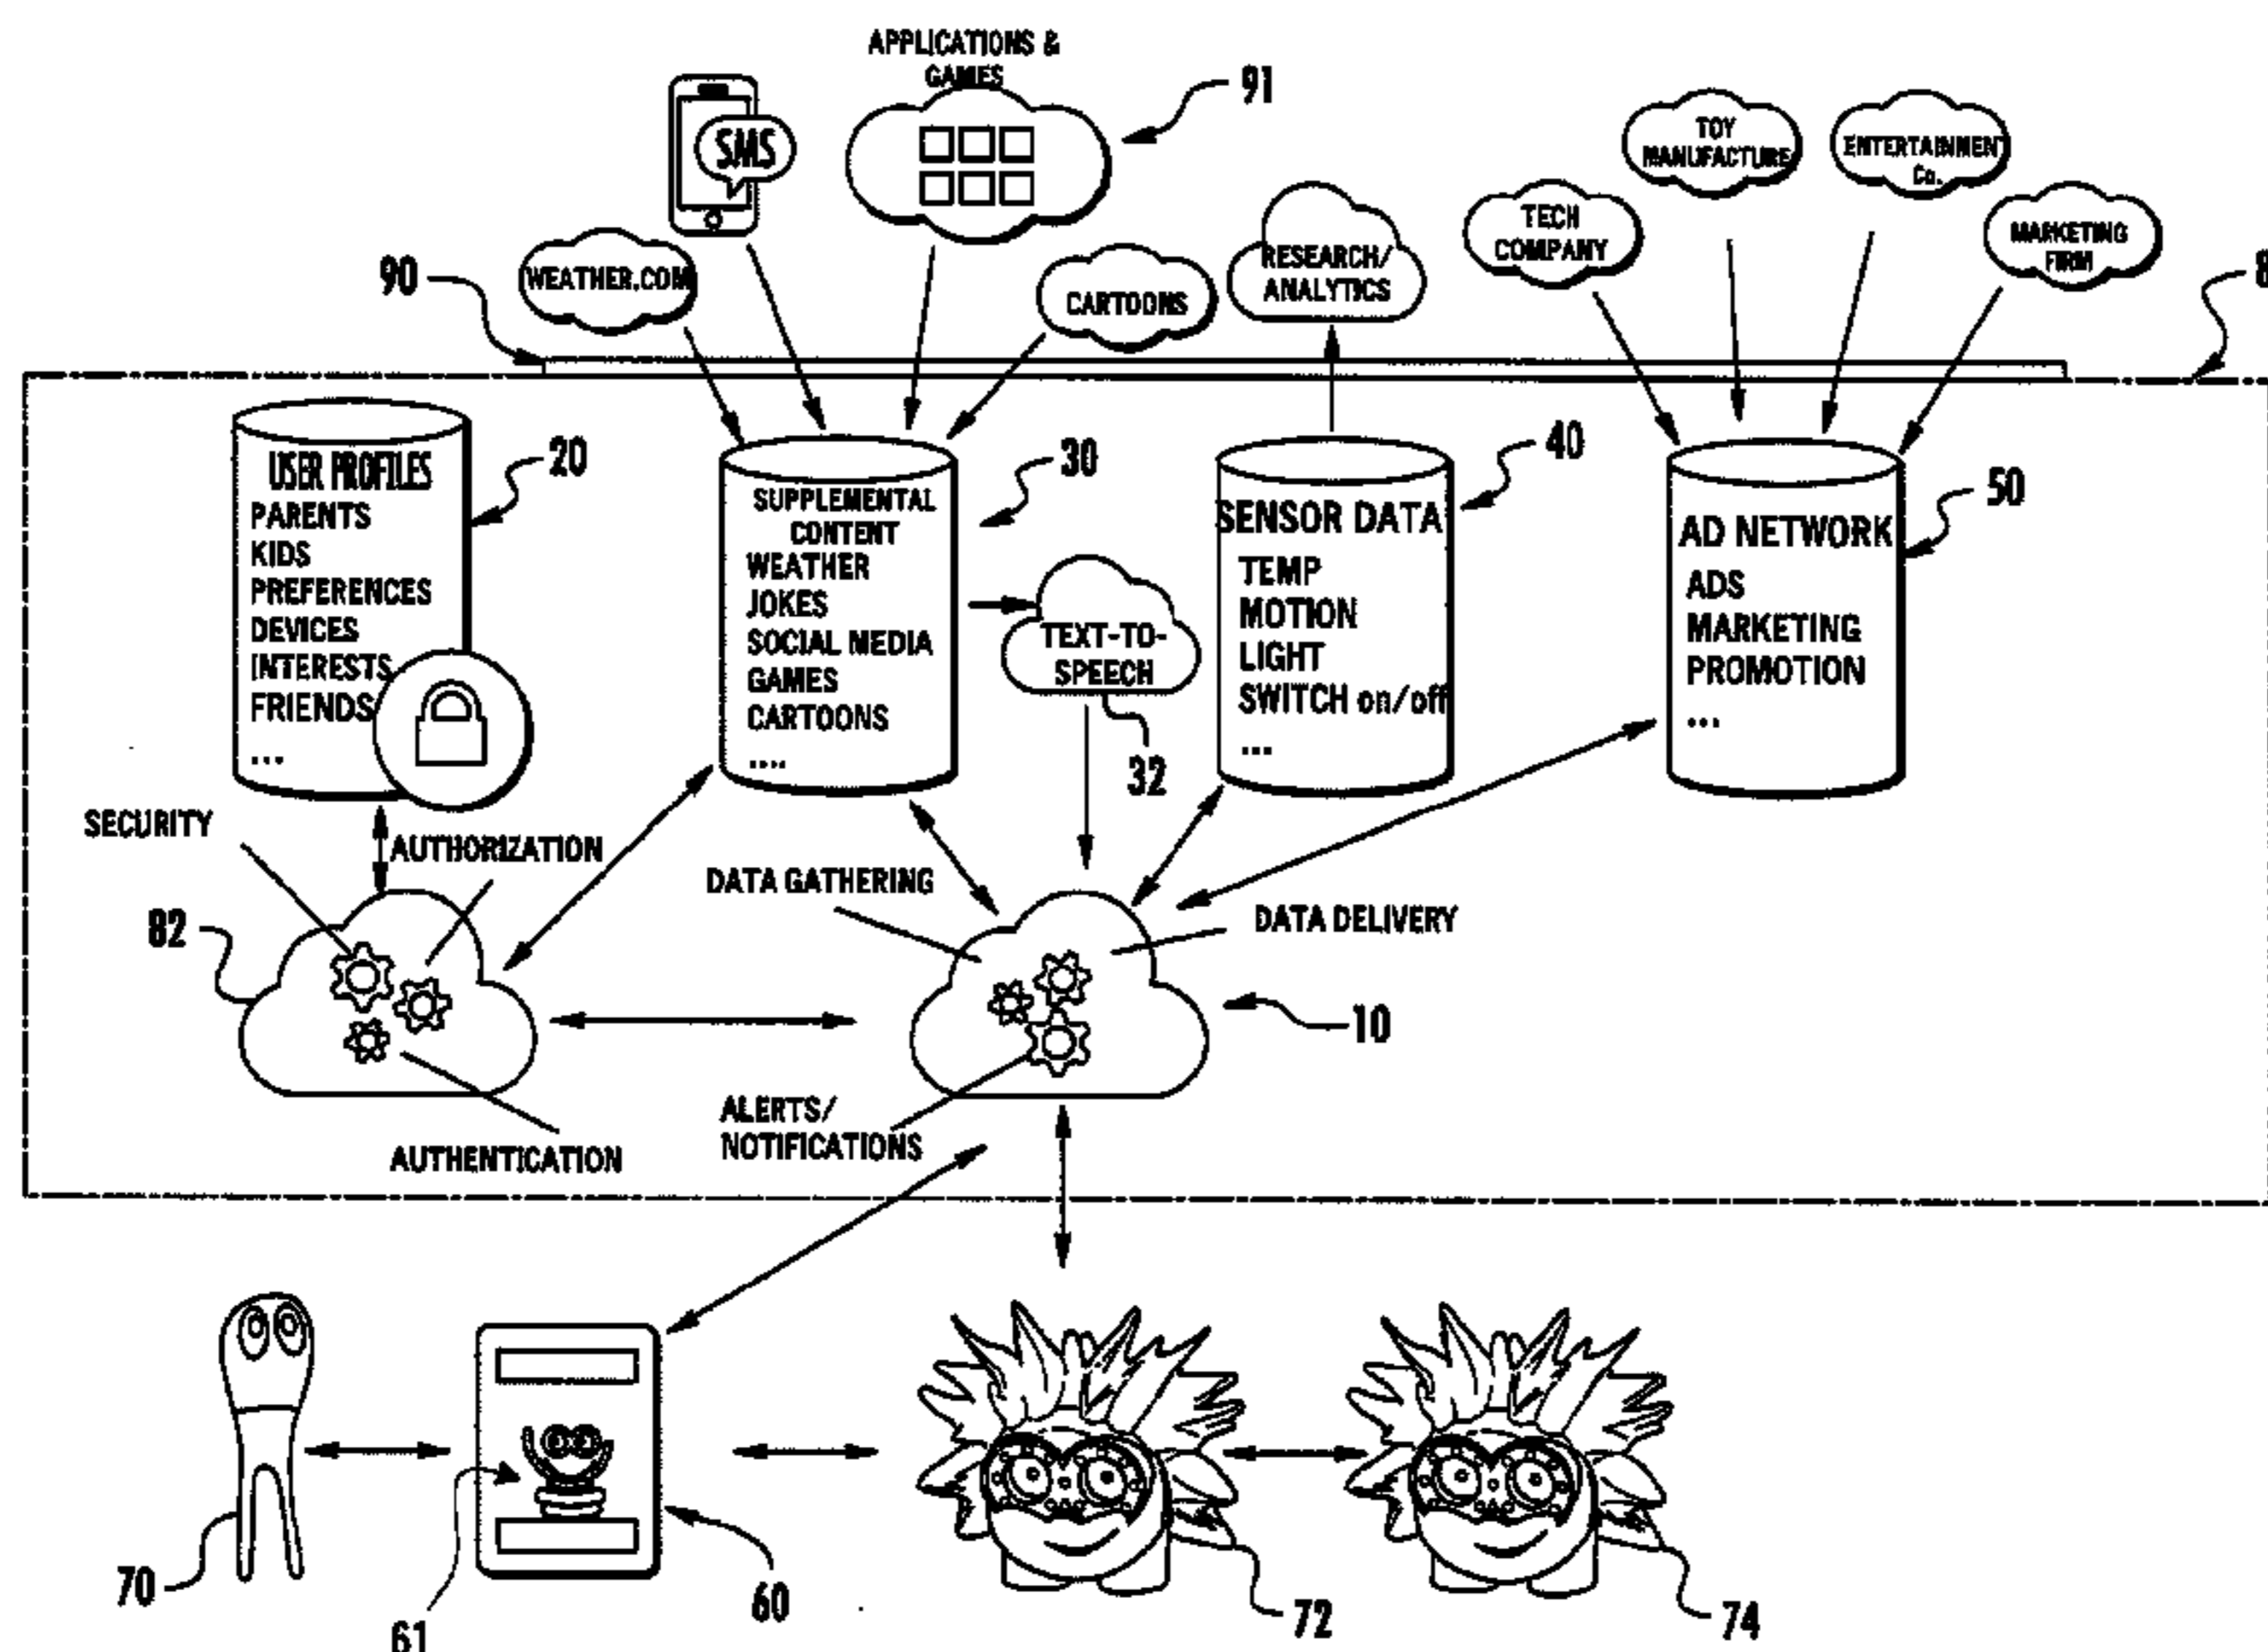 APPLICATIONS &
GAMES
91
SMS
TOY
MANUFACTURE
ENTERTAINMENT
Co.
TECH
COMPANY
MARKETING
FIRM
90
WEATHER.COM
CARTOONS
RESEARCH/
ANALYTICS
8
USER PROFILES
PARENTS
KIDS
PREFERENCES
DEVICES
INTERESTS
FRIENDS
...
20
SUPPLEMENTAL
CONTENT
WEATHER
JOKES
SOCIAL MEDIA
GAMES
CARTOONS
....
30
TEXT-TO-
SPEECH
32
SENSOR DATA
TEMP
MOTION
LIGHT
SWITCH on/off
...
40
AD NETWORK
ADS
MARKETING
PROMOTION
...
50
SECURITY
AUTHORIZATION
82
AUTHENTICATION
DATA GATHERING
DATA DELIVERY
10
ALERTS/
NOTIFICATIONS
70
61
60
72
74